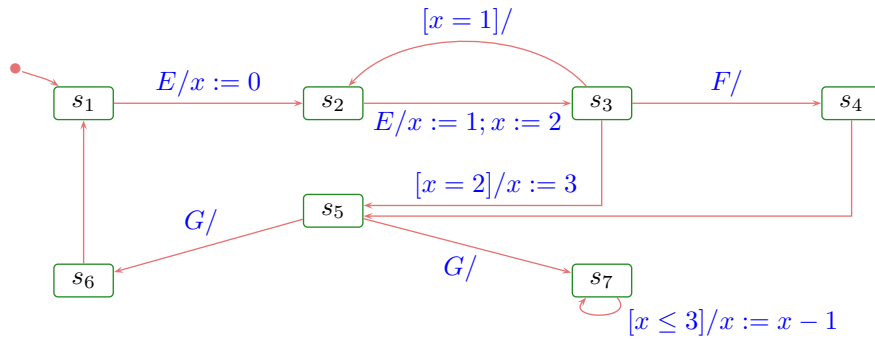 [x = 1]/
E/x := 0
F/
s₁
s₂
s₃
s₄
E/x := 1; x := 2
[x = 2]/x := 3
s₅
G/
G/
s₆
s₇
[x ≤ 3]/x := x − 1